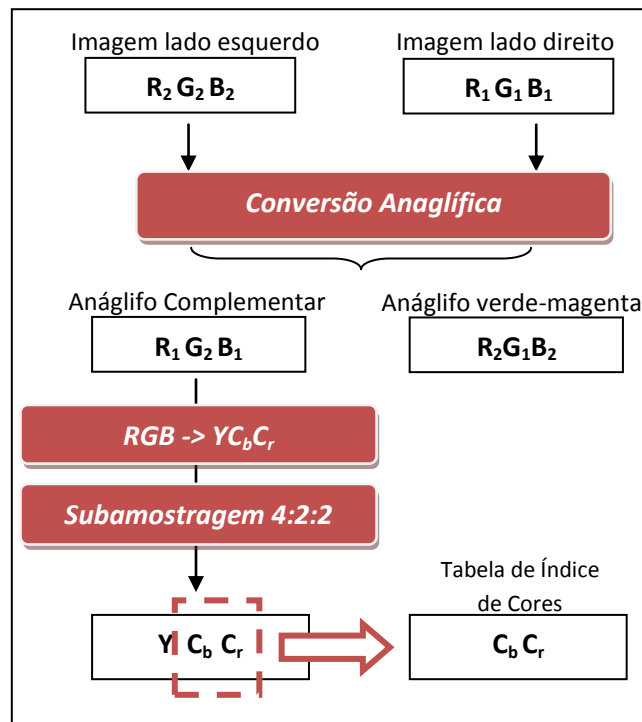 Imagem lado esquerdo
Imagem lado direito
R₂ G₂ B₂
R₁ G₁ B₁
Conversão Anaglífica
Anáglifo Complementar
Anáglifo verde-magenta
R₁ G₂ B₁
R₂G₁B₂
RGB -> YCbCr
Subamostragem 4:2:2
Tabela de Índice
de Cores
Y Cb Cr
Cb Cr